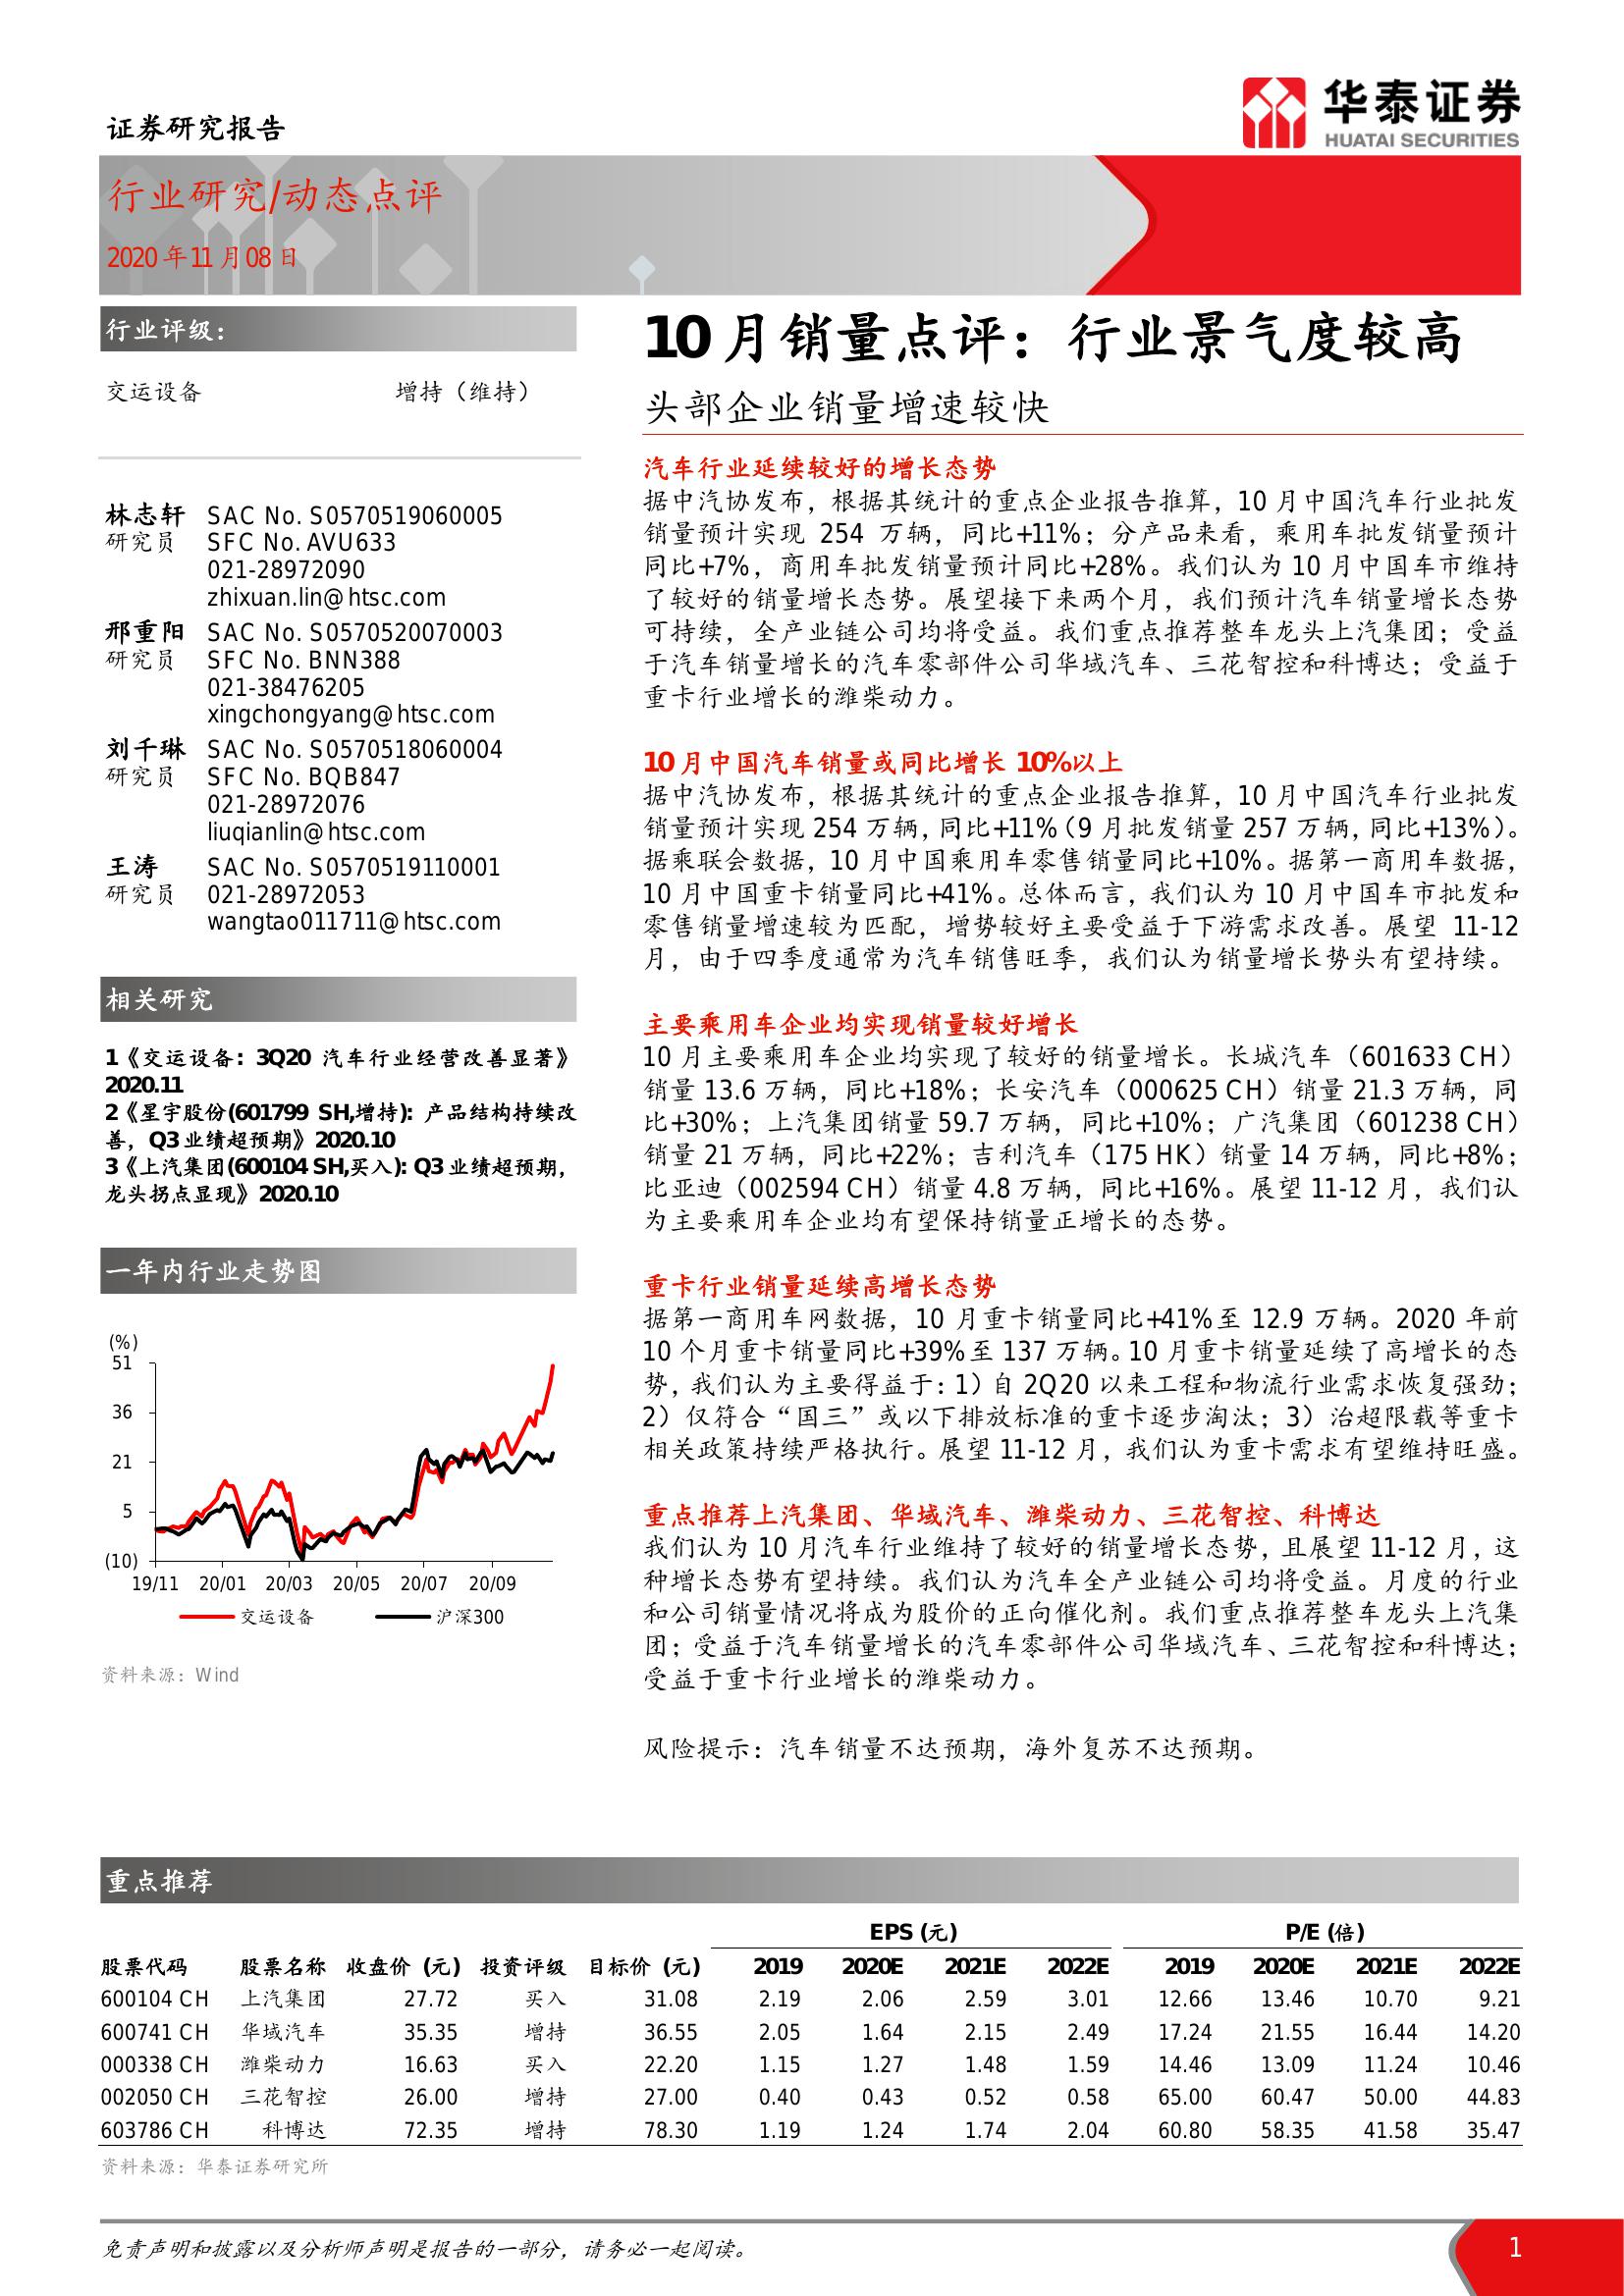 证券研究报告
华泰证券
HUATAI SECURITIES
行业研究/动态点评
2020年11月08日
行业评级:
交运设备 增持（维持）
林志轩 SAC No. S0570519060005
研究员 SFC No. AVU633
021-28972090
zhixuan.lin@htsc.com
邢重阳 SAC No. S0570520070003
研究员 SFC No. BNN388
021-38476205
xingchongyang@htsc.com
刘千琳 SAC No. S0570518060004
研究员 SFC No. BQB847
021-28972076
liuqianlin@htsc.com
王涛 SAC No. S0570519110001
研究员 021-28972053
wangtao011711@htsc.com
相关研究
1《交运设备: 3Q20 汽车行业经营改善显著》
2020.11
2《星宇股份(601799 SH,增持): 产品结构持续改
善，Q3业绩超预期》2020.10
3《上汽集团(600104 SH,买入): Q3业绩超预期，
龙头拐点显现》2020.10
一年内行业走势图
(%)
51
36
21
5
(10)
19/11 20/01 20/03 20/05 20/07 20/09
交运设备 沪深300
资料来源：Wind
10月销量点评：行业景气度较高
头部企业销量增速较快
汽车行业延续较好的增长态势
据中汽协发布，根据其统计的重点企业报告推算，10 月中国汽车行业批发
销量预计实现 254 万辆，同比+11%；分产品来看，乘用车批发销量预计
同比+7%，商用车批发销量预计同比+28%。我们认为 10 月中国车市维持
了较好的销量增长态势。展望接下来两个月，我们预计汽车销量增长态势
可持续，全产业链公司均将受益。我们重点推荐整车龙头上汽集团；受益
于汽车销量增长的汽车零部件公司华域汽车、三花智控和科博达；受益于
重卡行业增长的潍柴动力。
10月中国汽车销量或同比增长 10%以上
据中汽协发布，根据其统计的重点企业报告推算，10 月中国汽车行业批发
销量预计实现 254 万辆，同比+11%（9 月批发销量 257 万辆，同比+13%）。
据乘联会数据，10 月中国乘用车零售销量同比+10%。据第一商用车数据，
10 月中国重卡销量同比+41%。总体而言，我们认为 10 月中国车市批发和
零售销量增速较为匹配，增势较好主要受益于下游需求改善。展望 11-12
月，由于四季度通常为汽车销售旺季，我们认为销量增长势头有望持续。
主要乘用车企业均实现销量较好增长
10 月主要乘用车企业均实现了较好的销量增长。长城汽车（601633 CH）
销量 13.6 万辆，同比+18%；长安汽车（000625 CH）销量 21.3 万辆，同
比+30%；上汽集团销量 59.7 万辆，同比+10%；广汽集团（601238 CH）
销量 21 万辆，同比+22%；吉利汽车（175 HK）销量 14 万辆，同比+8%；
比亚迪（002594 CH）销量 4.8 万辆，同比+16%。展望 11-12 月，我们认
为主要乘用车企业均有望保持销量正增长的态势。
重卡行业销量延续高增长态势
据第一商用车网数据，10 月重卡销量同比+41%至 12.9 万辆。2020 年前
10 个月重卡销量同比+39%至 137 万辆。10 月重卡销量延续了高增长的态
势，我们认为主要得益于：1）自 2Q20 以来工程和物流行业需求恢复强劲；
2）仅符合“国三”或以下排放标准的重卡逐步淘汰；3）治超限载等重卡
相关政策持续严格执行。展望 11-12 月，我们认为重卡需求有望维持旺盛。
重点推荐上汽集团、华域汽车、潍柴动力、三花智控、科博达
我们认为 10 月汽车行业维持了较好的销量增长态势，且展望 11-12 月，这
种增长态势有望持续。我们认为汽车全产业链公司均将受益。月度的行业
和公司销量情况将成为股价的正向催化剂。我们重点推荐整车龙头上汽集
团；受益于汽车销量增长的汽车零部件公司华域汽车、三花智控和科博达；
受益于重卡行业增长的潍柴动力。
风险提示：汽车销量不达预期，海外复苏不达预期。
重点推荐
EPS (元) P/E (倍)
股票代码 股票名称 收盘价 (元) 投资评级 目标价 (元) 2019 2020E 2021E 2022E 2019 2020E 2021E 2022E
600104 CH 上汽集团 27.72 买入 31.08 2.19 2.06 2.59 3.01 12.66 13.46 10.70 9.21
600741 CH 华域汽车 35.35 增持 36.55 2.05 1.64 2.15 2.49 17.24 21.55 16.44 14.20
000338 CH 潍柴动力 16.63 买入 22.20 1.15 1.27 1.48 1.59 14.46 13.09 11.24 10.46
002050 CH 三花智控 26.00 增持 27.00 0.40 0.43 0.52 0.58 65.00 60.47 50.00 44.83
603786 CH 科博达 72.35 增持 78.30 1.19 1.24 1.74 2.04 60.80 58.35 41.58 35.47
资料来源：华泰证券研究所
免责声明和披露以及分析师声明是报告的一部分，请务必一起阅读。 1